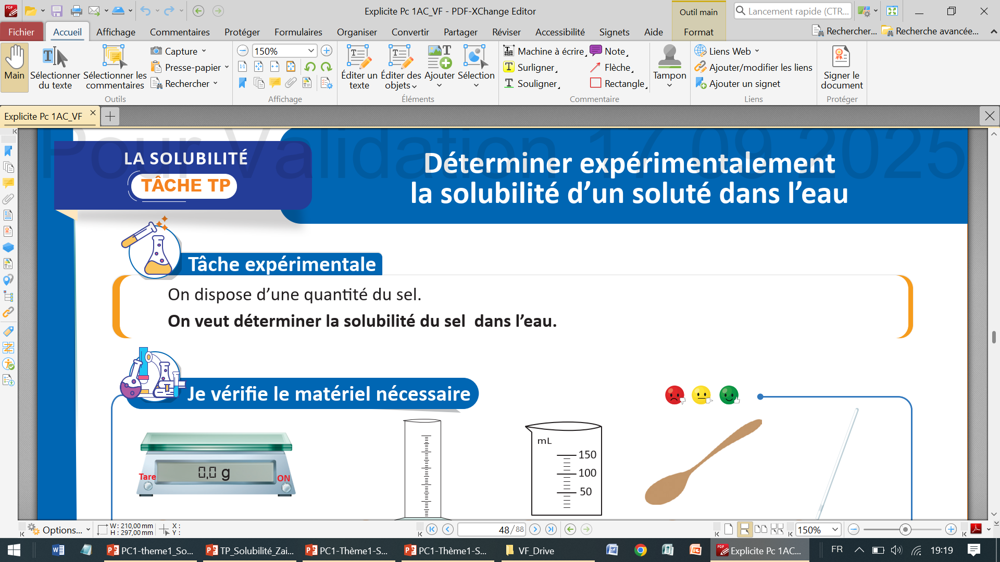 Explicite Pc 1AC_VF - PDF-XChange Editor
Outil main
Lancement rapide (CTR...
Fichier
Accueil
Affichage
Commentaires
Protéger
Formulaires
Organiser
Convertir
Partager
Réviser
Accessibilité
Signets
Aide
Format
Rechercher...
Recherche avancée...
Main
Sélectionner du texte
Sélectionner les commentaires
Capture
Presse-papier
Rechercher
Outils
150%
Affichage
Éditer un texte
Éditer des objets
Ajouter
Sélection
Éléments
Machine à écrire
Surligner
Souligner
Note
Flèche
Rectangle
Tampon
Commentaire
Liens Web
Ajouter/modifier les liens
Ajouter un signet
Liens
Signer le document
Protéger
Explicite Pc 1AC_VF
Pour Validation 17 09 2025
LA SOLUBILITÉ
TÂCHE TP
Déterminer expérimentalement
la solubilité d’un soluté dans l’eau
Tâche expérimentale
On dispose d’une quantité du sel.
On veut déterminer la solubilité du sel dans l’eau.
Je vérifie le matériel nécessaire
Tare
0,0 g
ON
mL
150
100
50
Options...
W : 210,00 mm
H : 297,00 mm
X :
Y :
48 / 88
150%
PC1-theme1_So...
TP_Solubilité_Zai...
PC1-Thème1-S...
PC1-Thème1-S...
VF_Drive
Explicite Pc 1AC...
FR
19:19